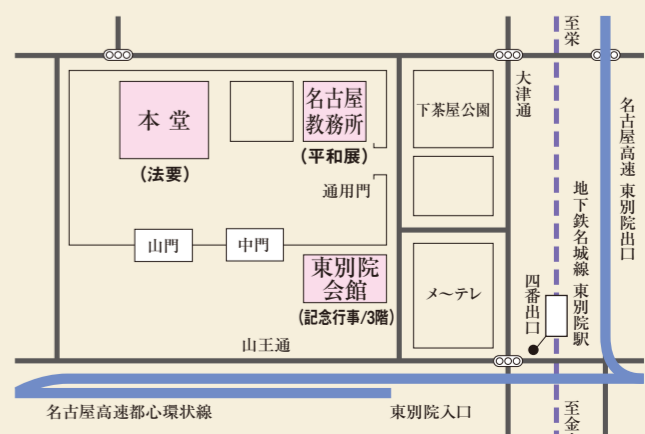 至栄
大津通
名古屋高速 東別院出口
地下鉄名城線 東別院駅
四番出口
本堂
(法要)
名古屋
教務所
(平和展)
下茶屋公園
通用門
山門
中門
東別院
会館
(記念行事/3階)
メ〜テレ
山王通
名古屋高速都心環状線
東別院入口
至金